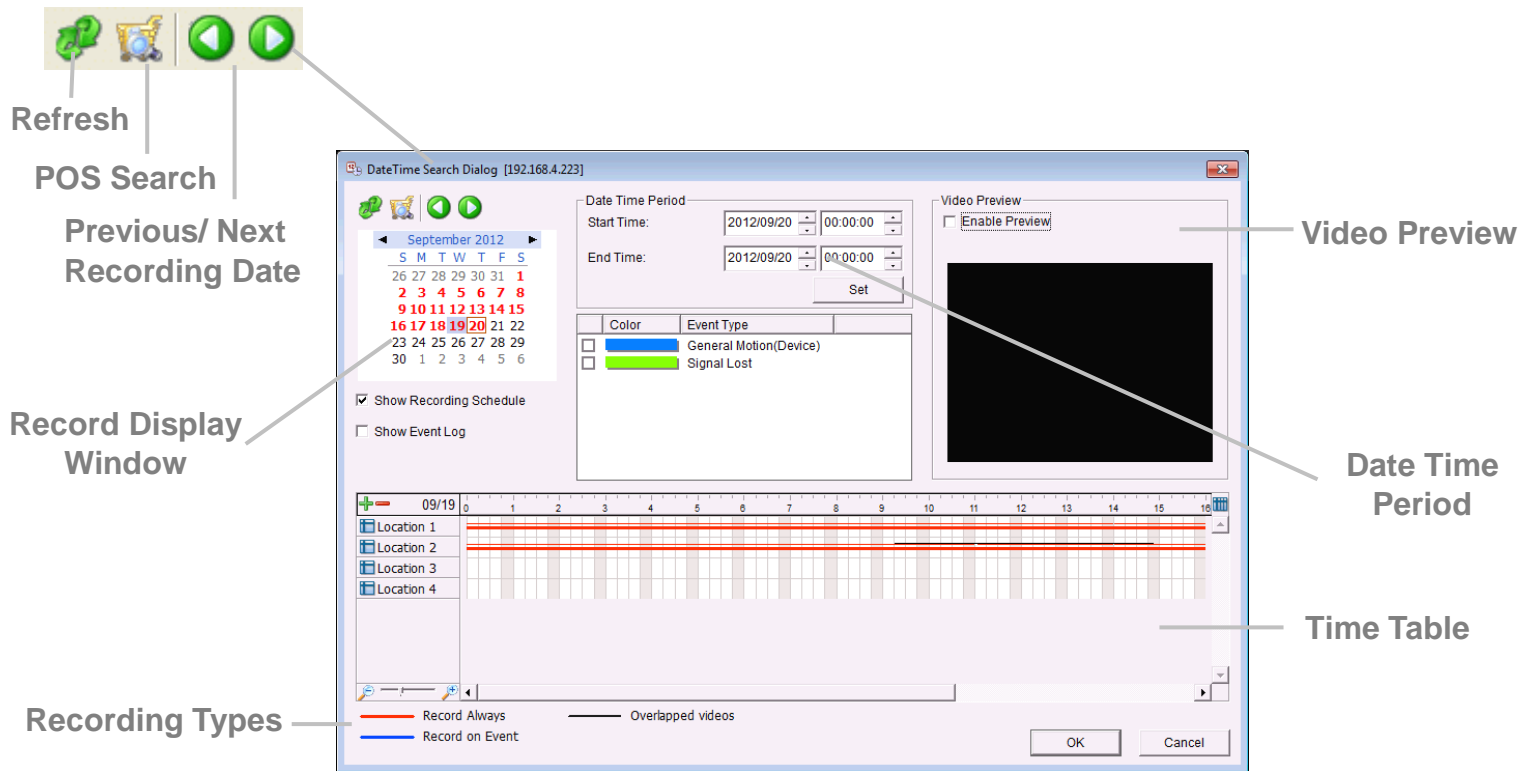 Refresh
POS Search
Previous/ Next
Recording Date
DateTime Search Dialog [192.168.4.223]
September 2012
S M T W T F S
26 27 28 29 30 31 1
2 3 4 5 6 7 8
9 10 11 12 13 14 15
16 17 18 19 20 21 22
23 24 25 26 27 28 29
30 1 2 3 4 5 6
Show Recording Schedule
Show Event Log
Date Time Period
Start Time: 2012/09/20 00:00:00
End Time: 2012/09/20 00:00:00
Set
Color Event Type
General Motion(Device)
Signal Lost
Video Preview
Enable Preview
Video Preview
Record Display
Window
Date Time
Period
09/19 0 1 2 3 4 5 6 7 8 9 10 11 12 13 14 15 16
Location 1
Location 2
Location 3
Location 4
Time Table
Recording Types
Record Always Overlapped videos
Record on Event
OK Cancel